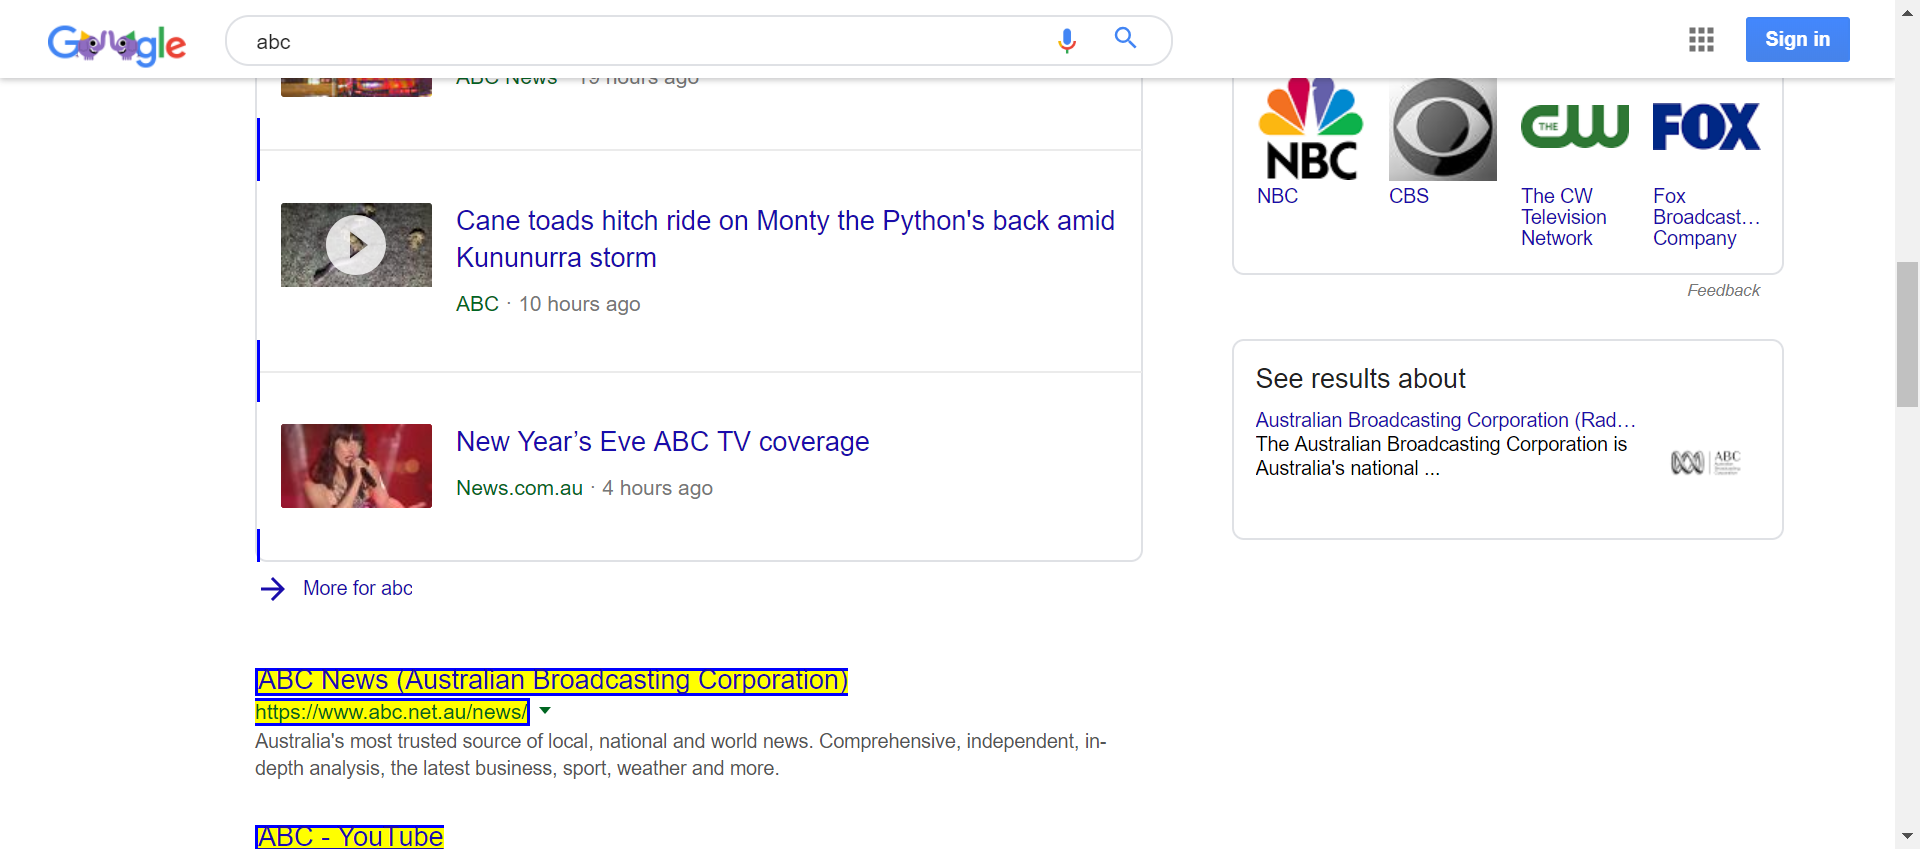 Google
abc
Sign in
ABC News 19 hours ago
Cane toads hitch ride on Monty the Python's back amid
Kununurra storm
ABC · 10 hours ago
New Year’s Eve ABC TV coverage
News.com.au · 4 hours ago
More for abc
ABC News (Australian Broadcasting Corporation)
https://www.abc.net.au/news/
Australia's most trusted source of local, national and world news. Comprehensive, independent, in-
depth analysis, the latest business, sport, weather and more.
ABC - YouTube
NBC
THE CW
FOX
NBC
CBS
The CW
Television
Network
Fox
Broadcast…
Company
Feedback
See results about
Australian Broadcasting Corporation (Rad…
The Australian Broadcasting Corporation is
Australia's national ...
ABC